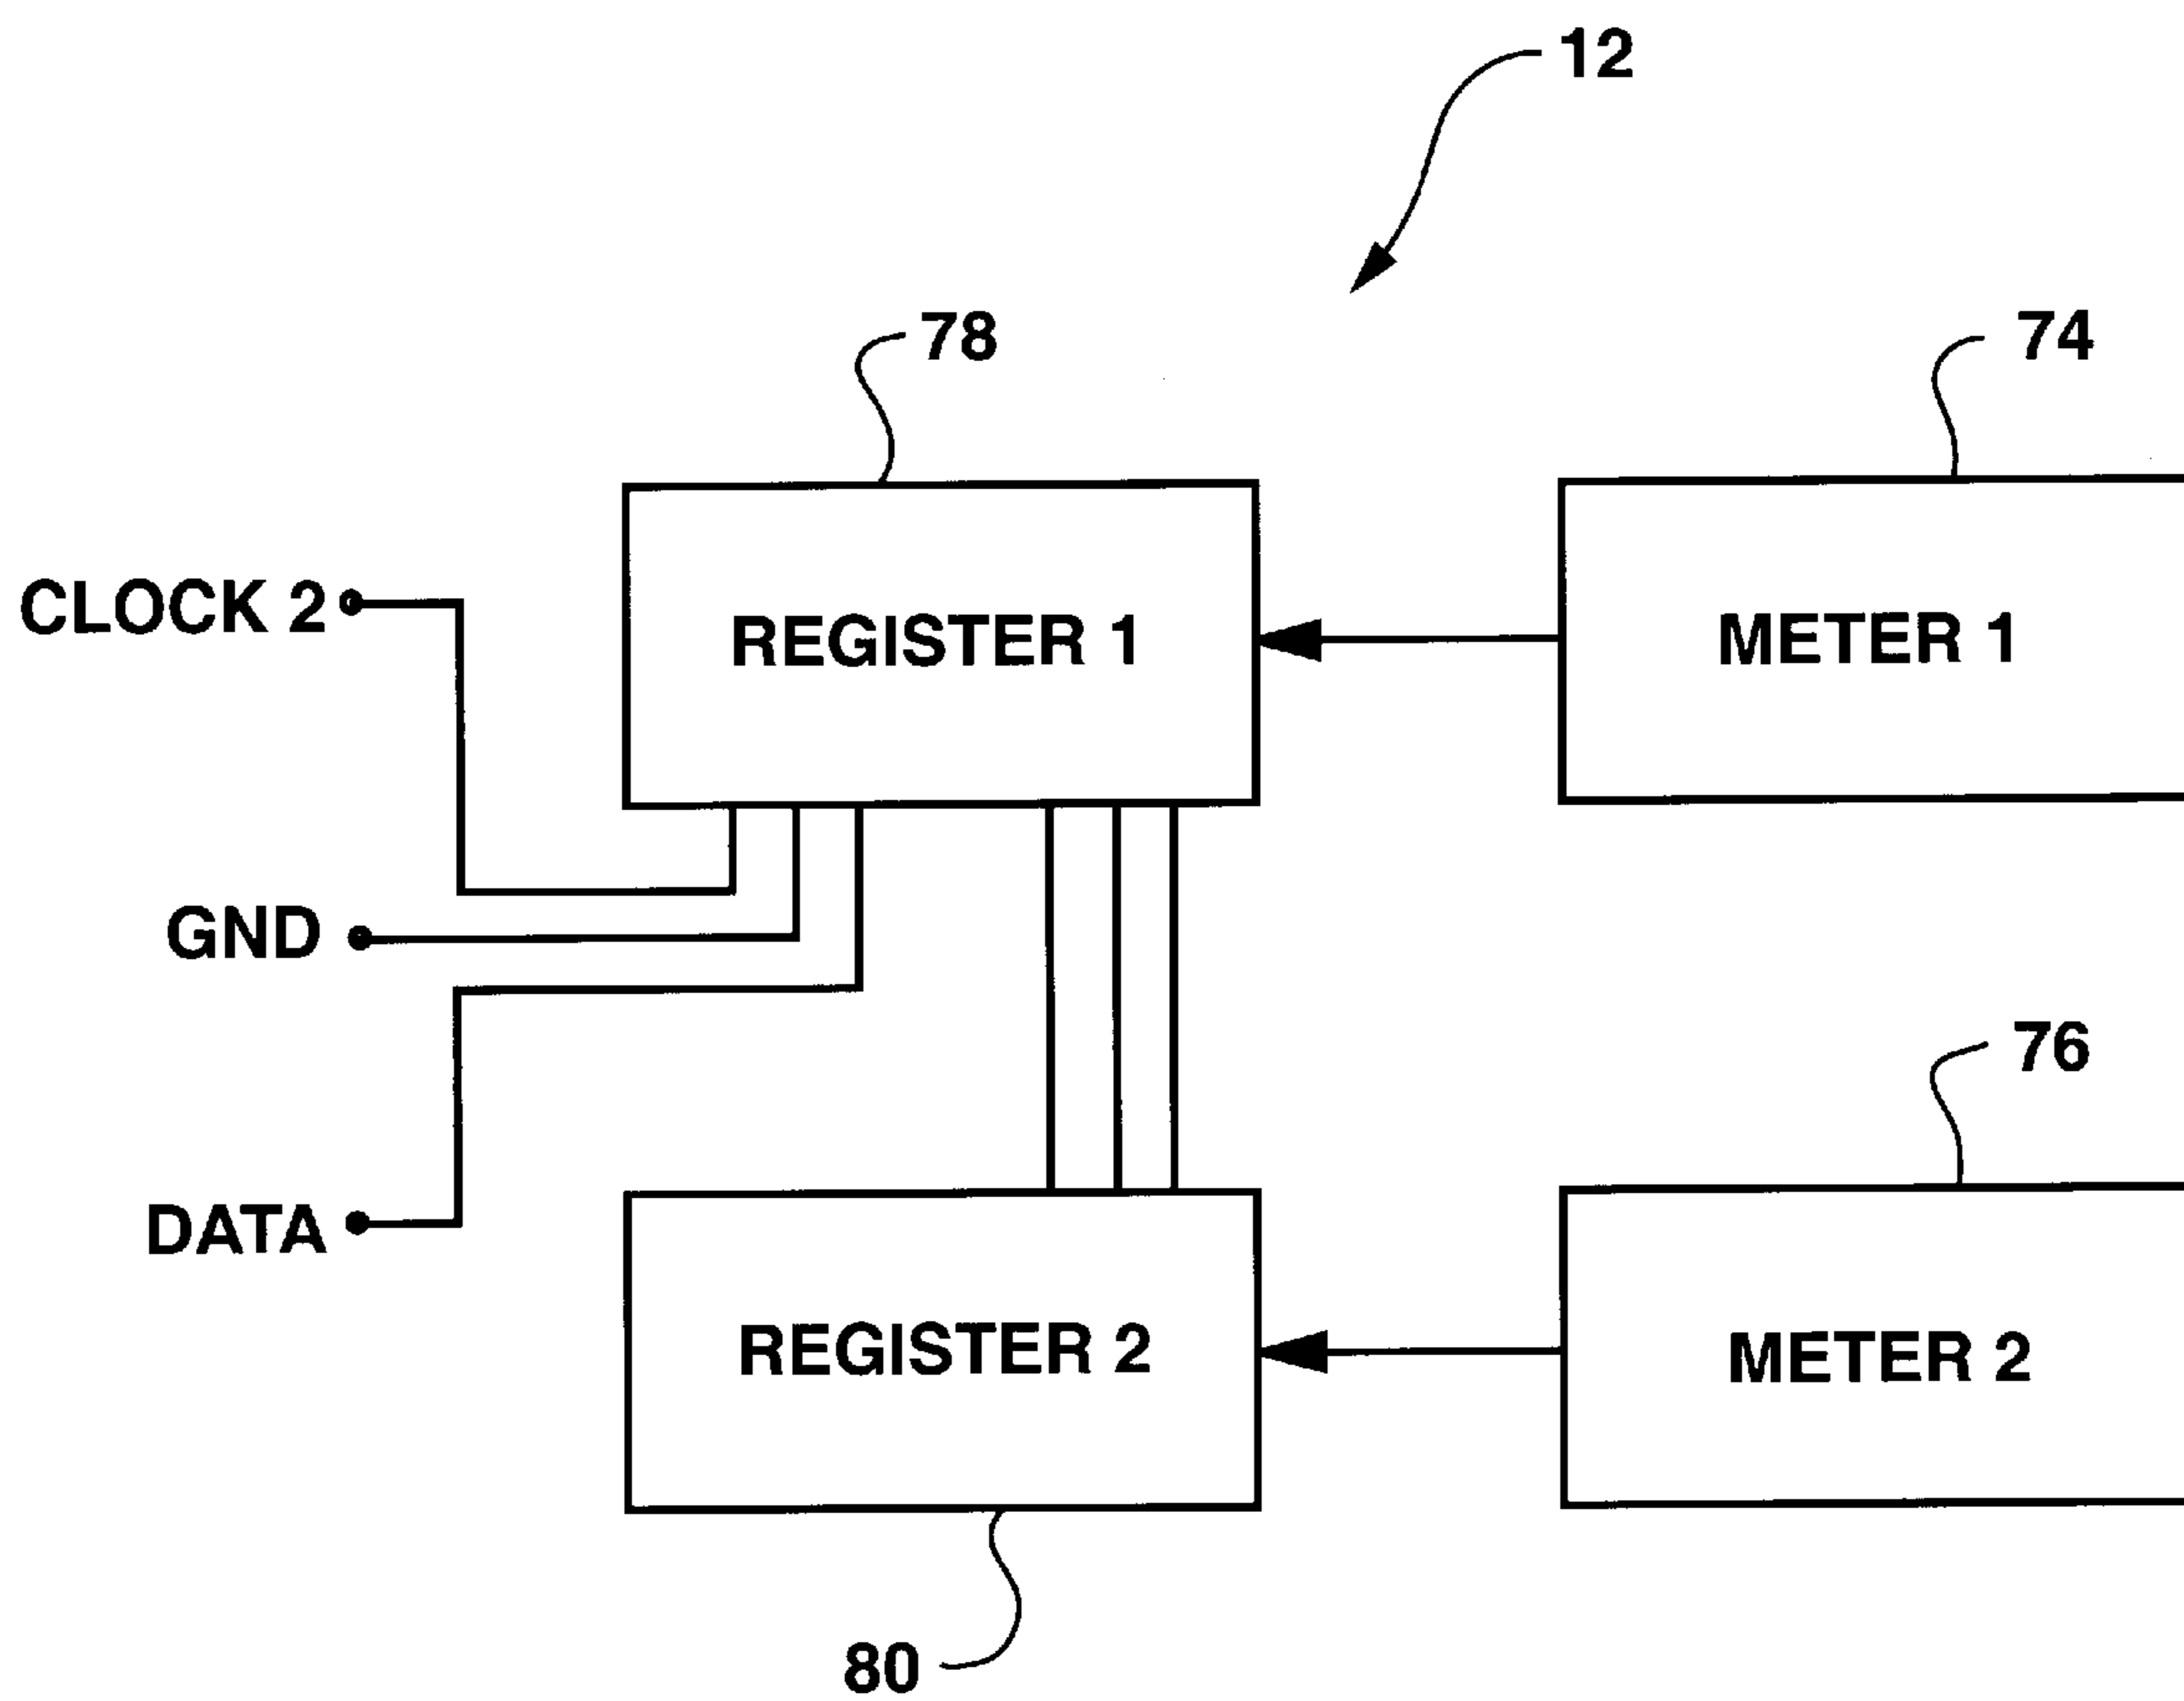 12
78
74
CLOCK 2
REGISTER 1
METER 1
GND
76
DATA
REGISTER 2
METER 2
80